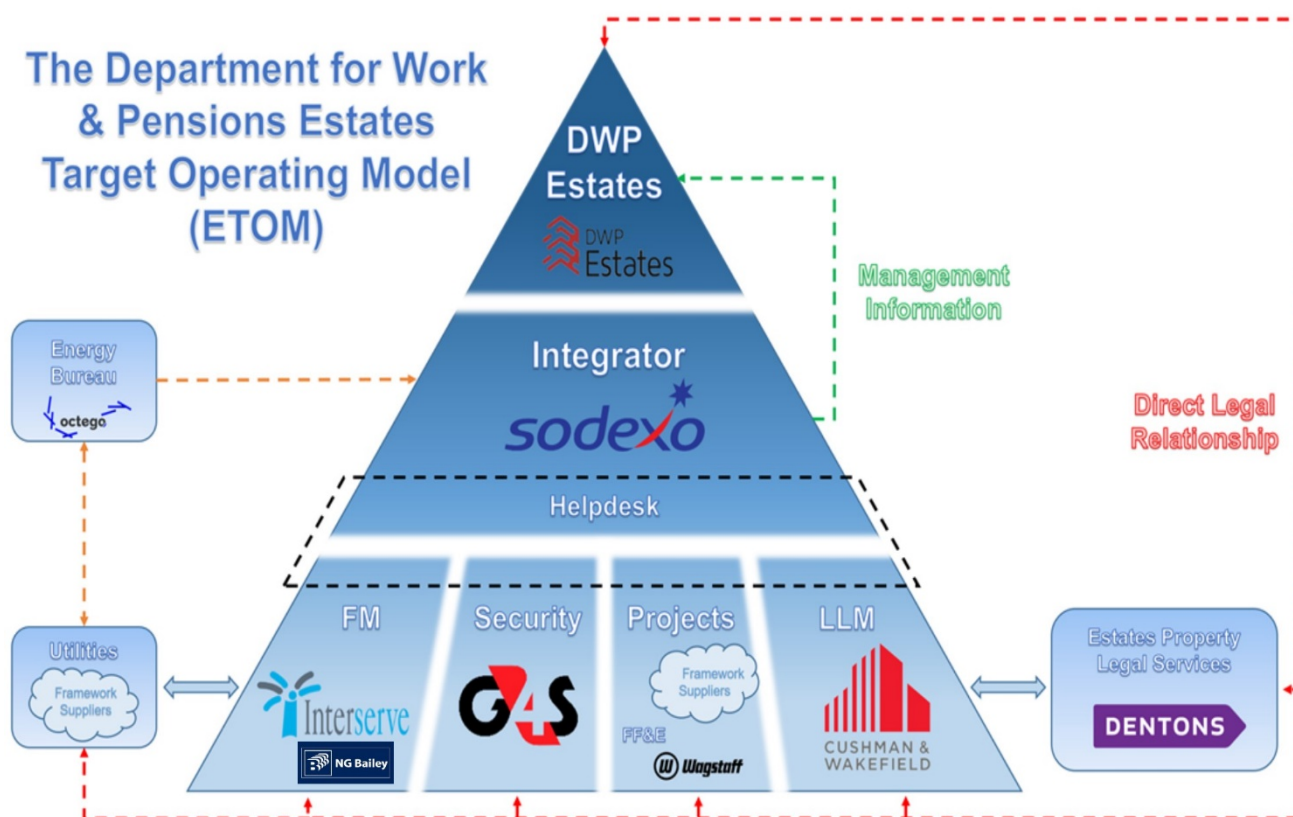 The Department for Work
& Pensions Estates
Target Operating Model
(ETOM)
DWP
Estates
DWP
Estates
Management
Information
Energy
Bureau
octego
Integrator
sodexo
Direct Legal
Relationship
Helpdesk
FM
Security
Projects
LLM
Utilities
Framework
Suppliers
Interserve
NG Bailey
G4S
Framework
Suppliers
FF&E
W Wagstaff
CUSHMAN &
WAKEFIELD
Estates Property
Legal Services
DENTONS